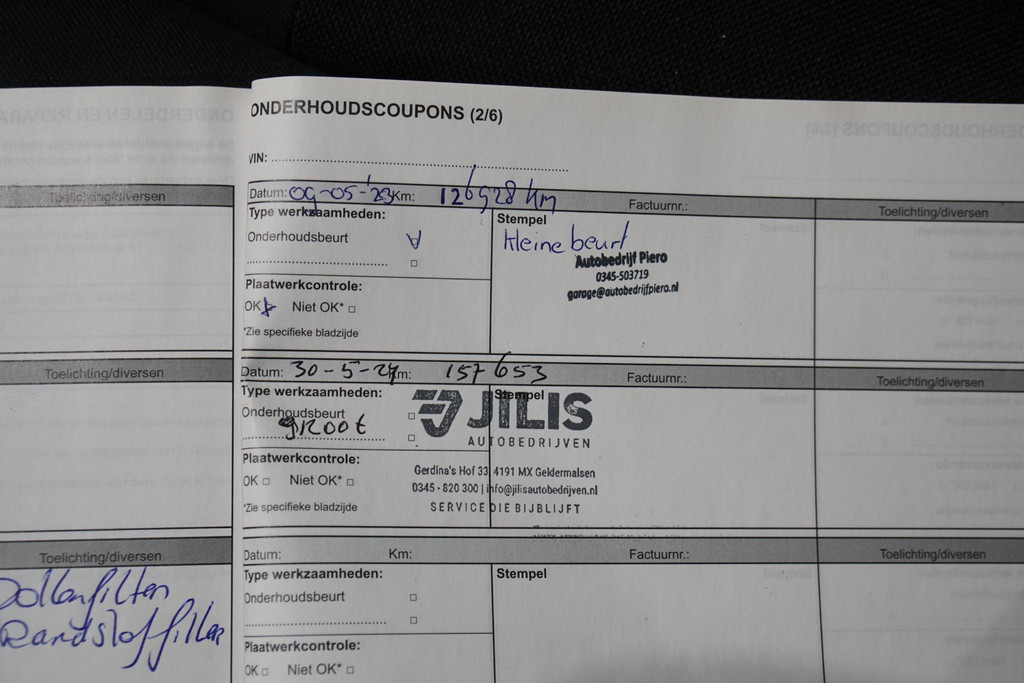 ONDERHOUDSCOUPONS (2/6)
VIN:
Toelichting/diversen
Datum: 09-05-'23 Km: 126928 km Factuurnr.: Toelichting/diversen
Type werkzaamheden: Stempel
Onderhoudsbeurt Kleine beurt
Autobedrijf Piero
0345-503719
garage@autobedrijfpiero.nl
Plaatwerkcontrole:
OK Niet OK*
*Zie specifieke bladzijde
Toelichting/diversen
Datum: 30-5-24 Km: 157653 Factuurnr.: Toelichting/diversen
Type werkzaamheden: Stempel
Onderhoudsbeurt
grote
JILIS
AUTOBEDRIJVEN
Plaatwerkcontrole:
Gerdina's Hof 33 4191 MX Geldermalsen
OK Niet OK*
0345 - 820 300 | info@jilisautobedrijven.nl
*Zie specifieke bladzijde
SERVICE DIE BIJBLIJFT
Toelichting/diversen
Datum: Km: Factuurnr.: Toelichting/diversen
Type werkzaamheden: Stempel
Onderhoudsbeurt
Plaatwerkcontrole:
OK Niet OK*